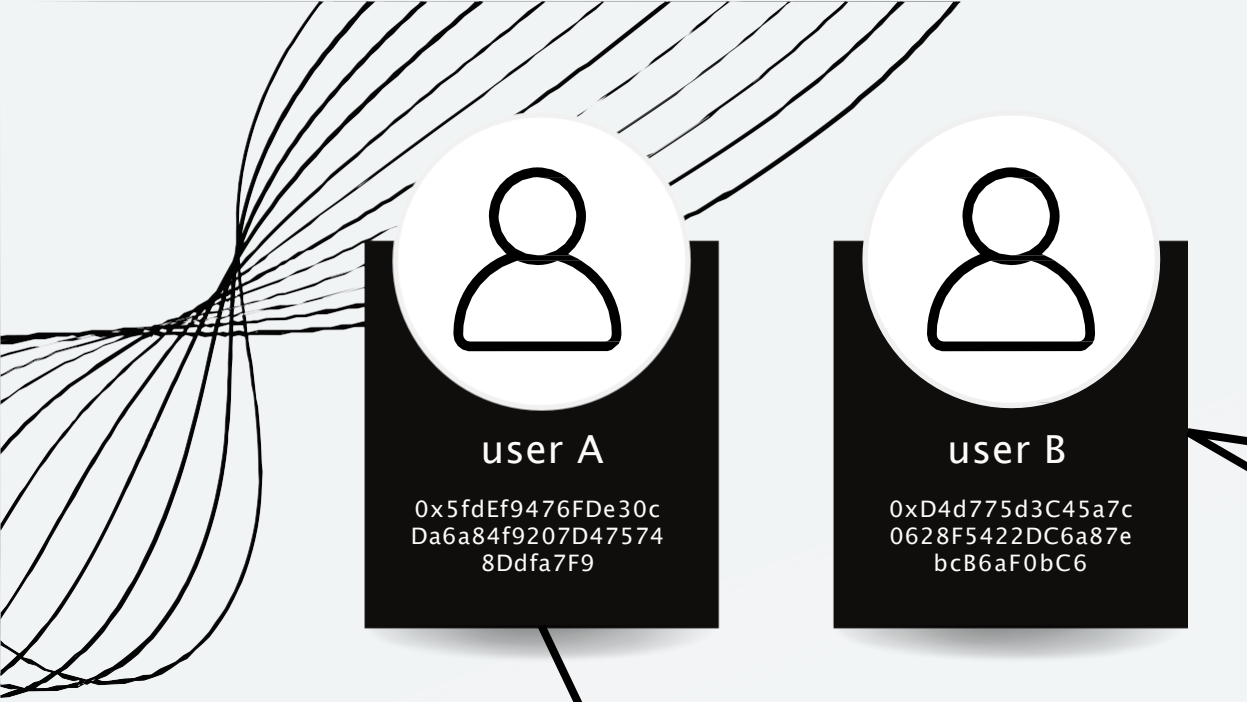 user A
0x5fdEf9476FDe30c
Da6a84f9207D47574
8Ddfa7F9
user B
0xD4d775d3C45a7c
0628F5422DC6a87e
bcB6aF0bC6